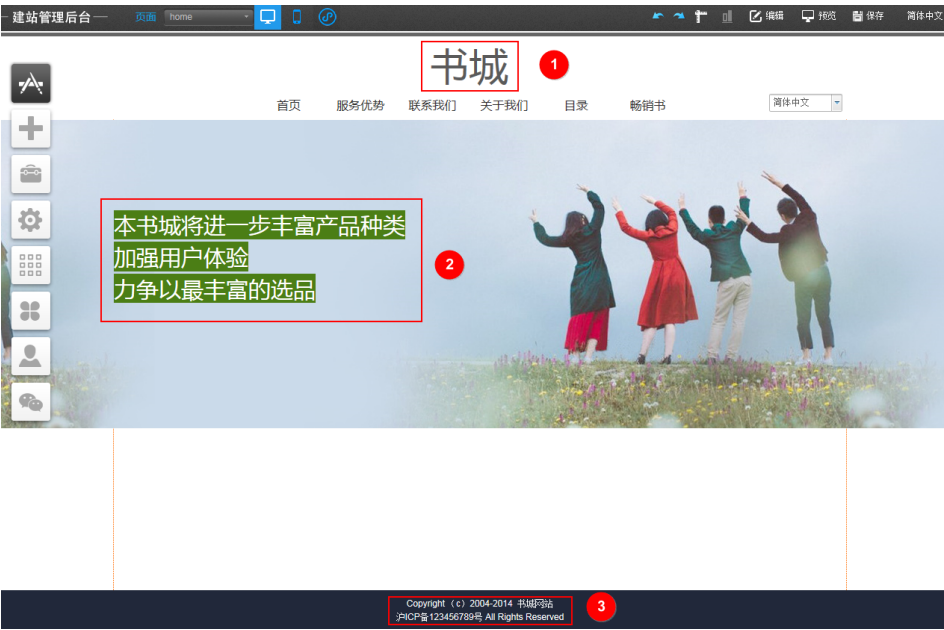 建站管理后台
页面 home
编辑 预览 保存 简体中文
书城
1
首页 服务优势 联系我们 关于我们 目录 畅销书
简体中文
本书城将进一步丰富产品种类
加强用户体验
力争以最丰富的选品
2
Copyright（c）2004-2014 书城网站
沪ICP备123456789号 All Rights Reserved
3